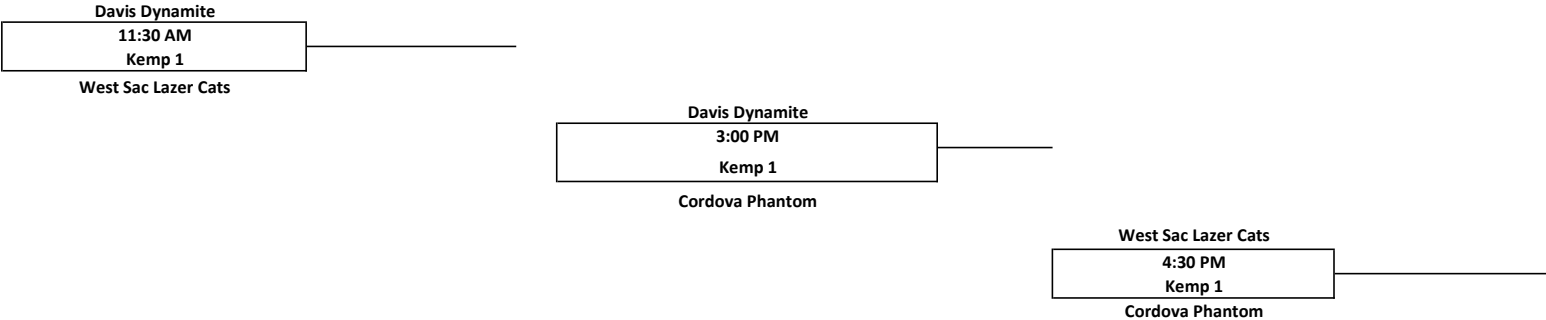 Davis Dynamite
11:30 AM
Kemp 1
West Sac Lazer Cats
Davis Dynamite
3:00 PM
Kemp 1
Cordova Phantom
West Sac Lazer Cats
4:30 PM
Kemp 1
Cordova Phantom